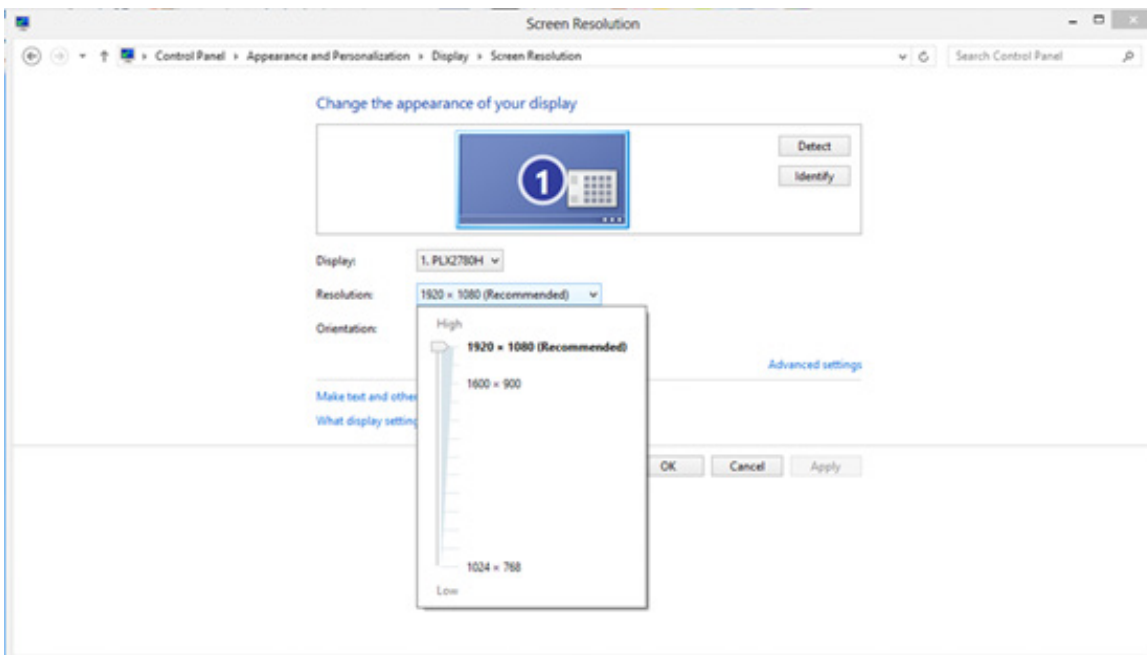 Screen Resolution
Control Panel Appearance and Personalization Display Screen Resolution Search Control Panel
Change the appearance of your display
1
Detect
Identify
Display: 1. PLX2780H
Resolution: 1920 × 1080 (Recommended)
Orientation:
High
1920 × 1080 (Recommended)
1600 × 900
1024 × 768
Low
Advanced settings
Make text and other
What display setting
OK Cancel Apply